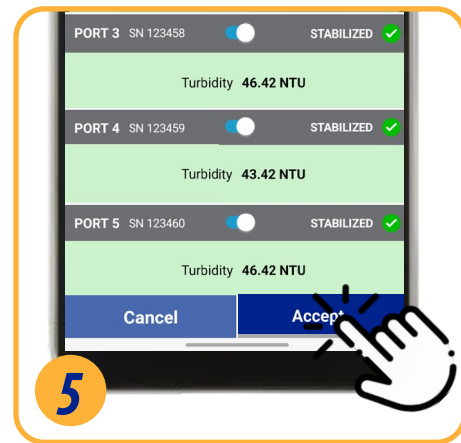 PORT 3 SN 123458 STABILIZED
Turbidity 46.42 NTU
PORT 4 SN 123459 STABILIZED
Turbidity 43.42 NTU
PORT 5 SN 123460 STABILIZED
Turbidity 46.42 NTU
Cancel Accept
5